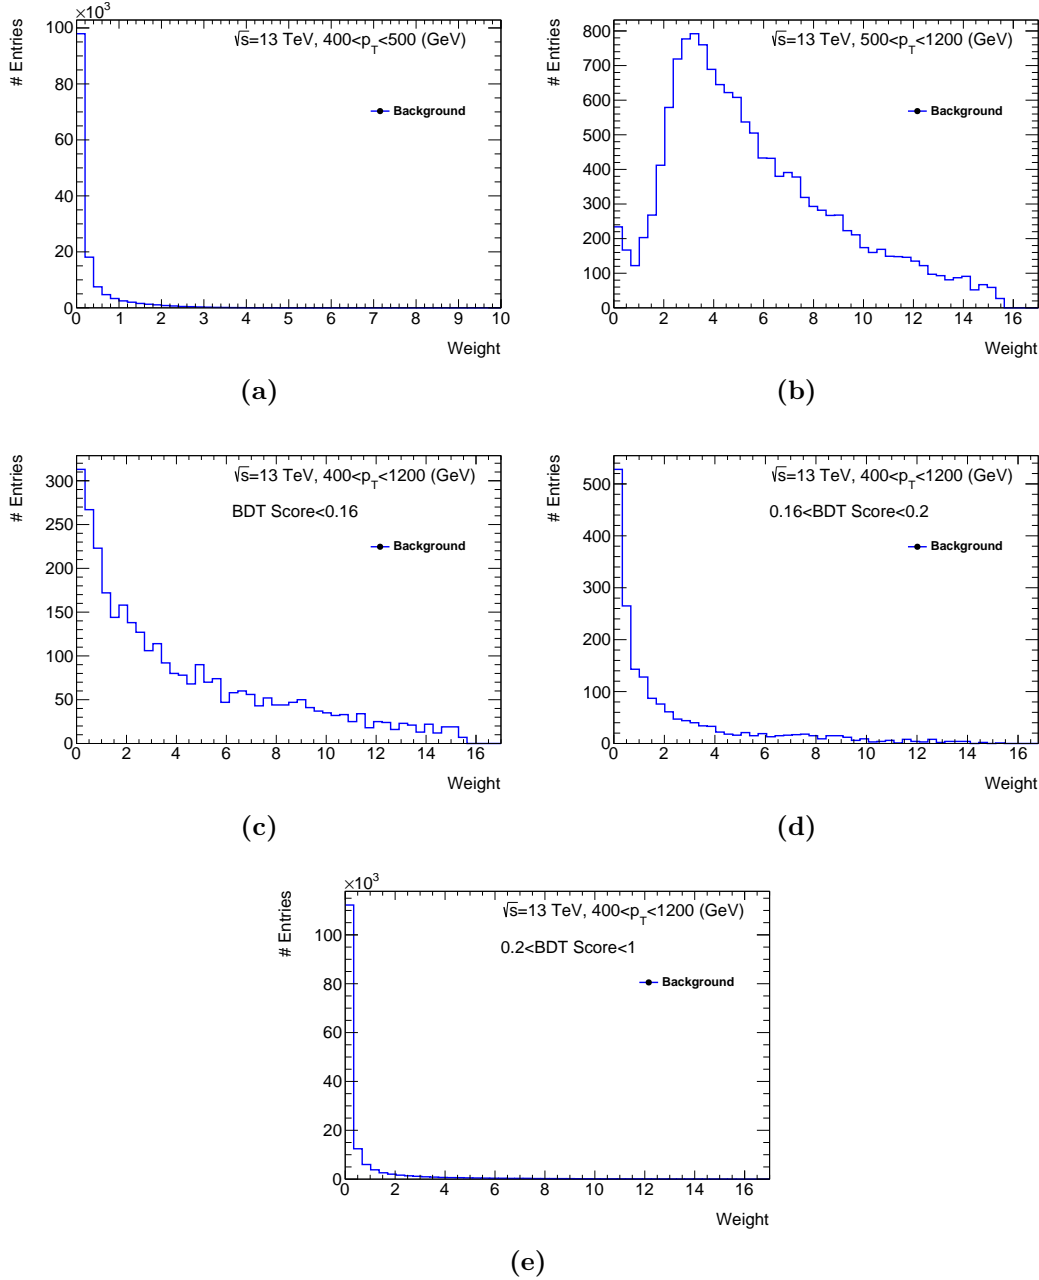 ×10³
# Entries
100
80
60
40
20
0
√s=13 TeV, 400<p_T<500 (GeV)
Background
0 1 2 3 4 5 6 7 8 9 10
Weight
(a)
# Entries
800
700
600
500
400
300
200
100
0
√s=13 TeV, 500<p_T<1200 (GeV)
Background
0 2 4 6 8 10 12 14 16
Weight
(b)
# Entries
300
250
200
150
100
50
0
√s=13 TeV, 400<p_T<1200 (GeV)
BDT Score<0.16
Background
0 2 4 6 8 10 12 14 16
Weight
(c)
# Entries
500
400
300
200
100
0
√s=13 TeV, 400<p_T<1200 (GeV)
0.16<BDT Score<0.2
Background
0 2 4 6 8 10 12 14 16
Weight
(d)
×10³
# Entries
100
80
60
40
20
0
√s=13 TeV, 400<p_T<1200 (GeV)
0.2<BDT Score<1
Background
0 2 4 6 8 10 12 14 16
Weight
(e)